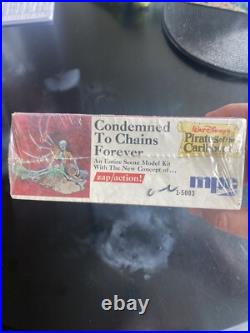 Condemned
To Chains
Forever
An Entire Scene Model Kit
With The New Concept of...
zap/action!
Walt Disney's
Pirates of the
Caribbean
mpc
1-5003